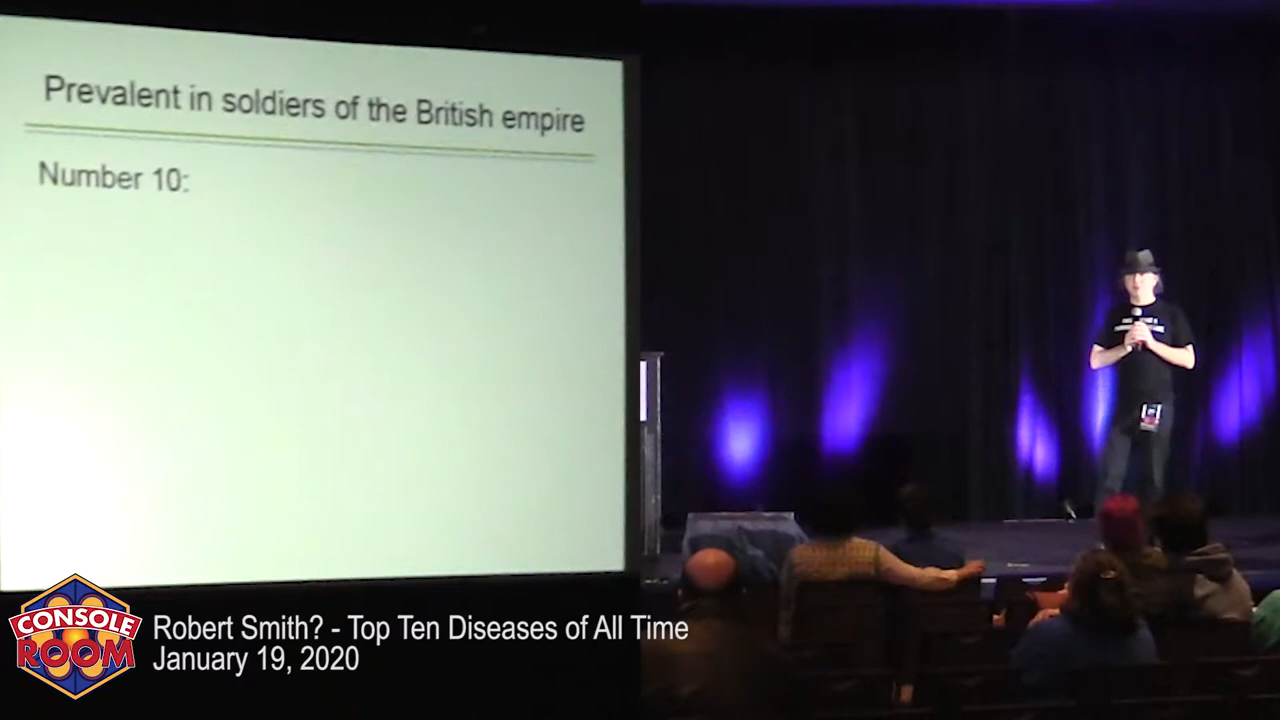 Prevalent in soldiers of the British empire
Number 10:
CONSOLE
ROOM
Robert Smith? - Top Ten Diseases of All Time
January 19, 2020